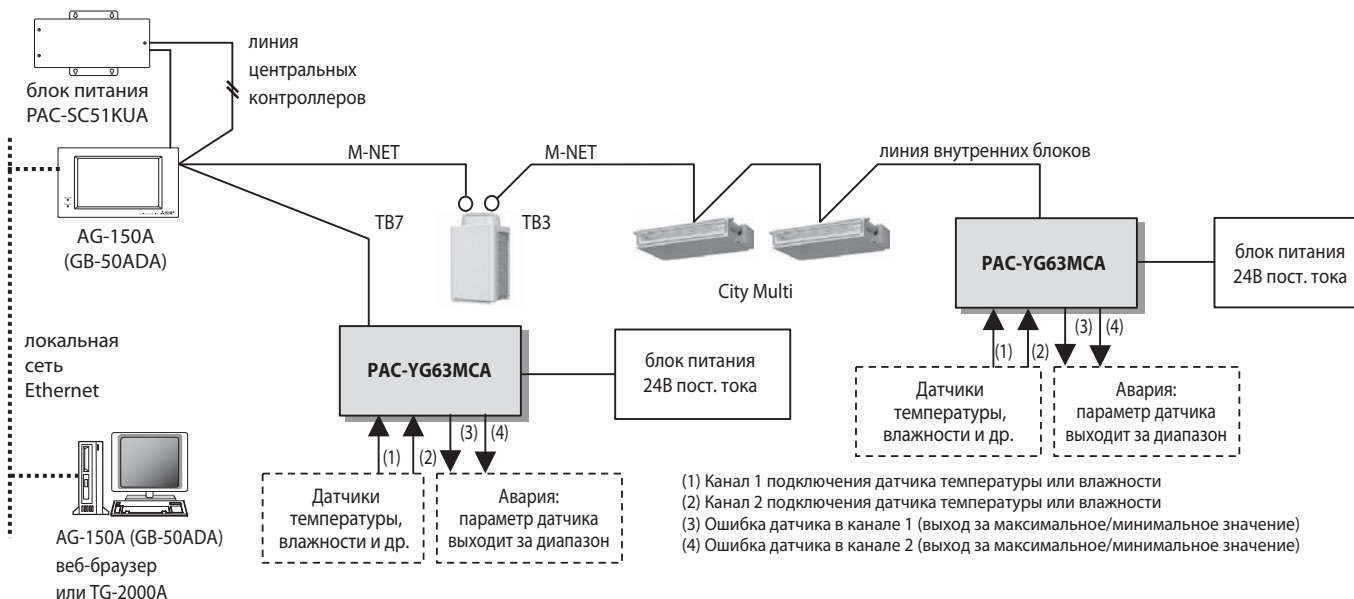 блок питания
PAC-SC51KUA
линия
центральных
контроллеров
M-NET
M-NET
линия внутренних блоков
AG-150A
(GB-50ADA)
TB7
TB3
City Multi
PAC-YG63MCA
блок питания
24В пост. тока
(1)
(2)
(3)
(4)
Датчики
температуры,
влажности и др.
Авария:
параметр датчика
выходит за диапазон
локальная
сеть
Ethernet
PAC-YG63MCA
блок питания
24В пост. тока
(1)
(2)
(3)
(4)
Датчики
температуры,
влажности и др.
Авария:
параметр датчика
выходит за диапазон
AG-150A (GB-50ADA)
веб-браузер
или TG-2000A
(1) Канал 1 подключения датчика температуры или влажности
(2) Канал 2 подключения датчика температуры или влажности
(3) Ошибка датчика в канале 1 (выход за максимальное/минимальное значение)
(4) Ошибка датчика в канале 2 (выход за максимальное/минимальное значение)